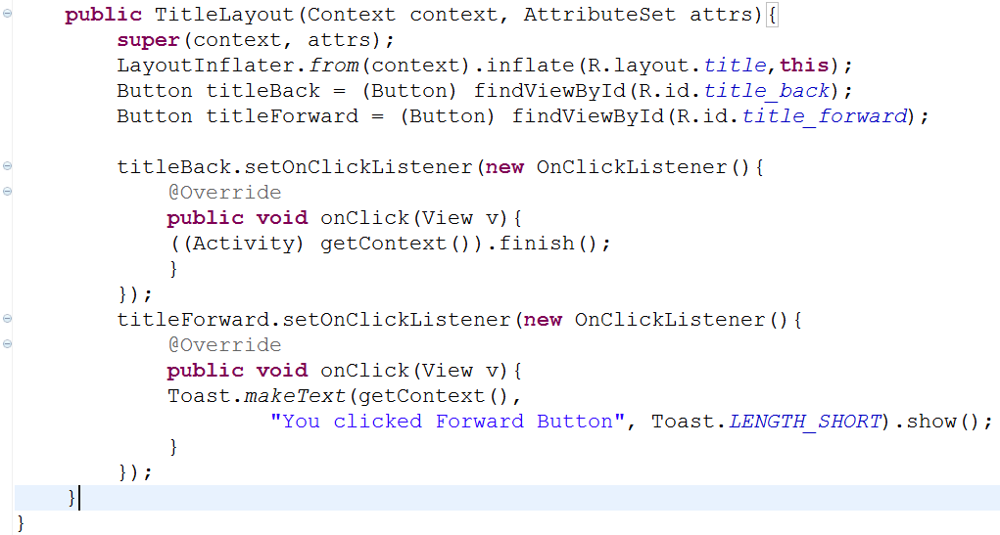 public TitleLayout(Context context, AttributeSet attrs){
super(context, attrs);
LayoutInflater.from(context).inflate(R.layout.title,this);
Button titleBack = (Button) findViewById(R.id.title_back);
Button titleForward = (Button) findViewById(R.id.title_forward);
titleBack.setOnClickListener(new OnClickListener(){
@Override
public void onClick(View v){
((Activity) getContext()).finish();
}
});
titleForward.setOnClickListener(new OnClickListener(){
@Override
public void onClick(View v){
Toast.makeText(getContext(),
"You clicked Forward Button", Toast.LENGTH_SHORT).show();
}
});
}
}